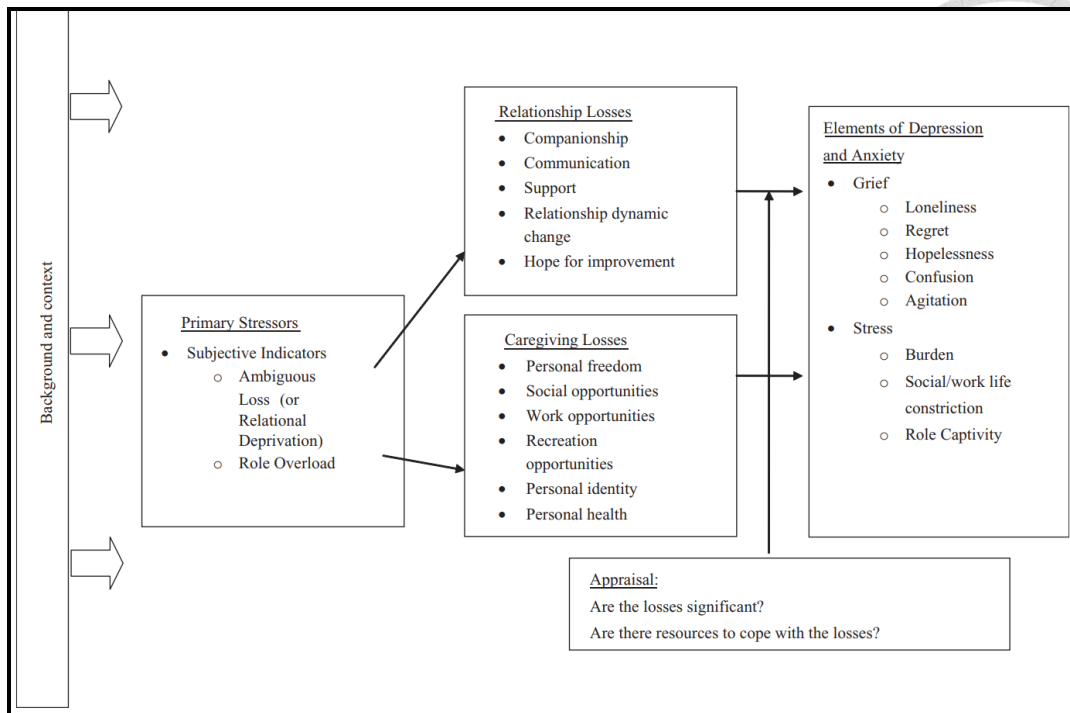 Background and context
Primary Stressors
• Subjective Indicators
o Ambiguous
Loss (or
Relational
Deprivation)
o Role Overload
Relationship Losses
• Companionship
• Communication
• Support
• Relationship dynamic
change
• Hope for improvement
Caregiving Losses
• Personal freedom
• Social opportunities
• Work opportunities
• Recreation
opportunities
• Personal identity
• Personal health
Elements of Depression
and Anxiety
• Grief
o Loneliness
o Regret
o Hopelessness
o Confusion
o Agitation
• Stress
o Burden
o Social/work life
constriction
o Role Captivity
Appraisal:
Are the losses significant?
Are there resources to cope with the losses?